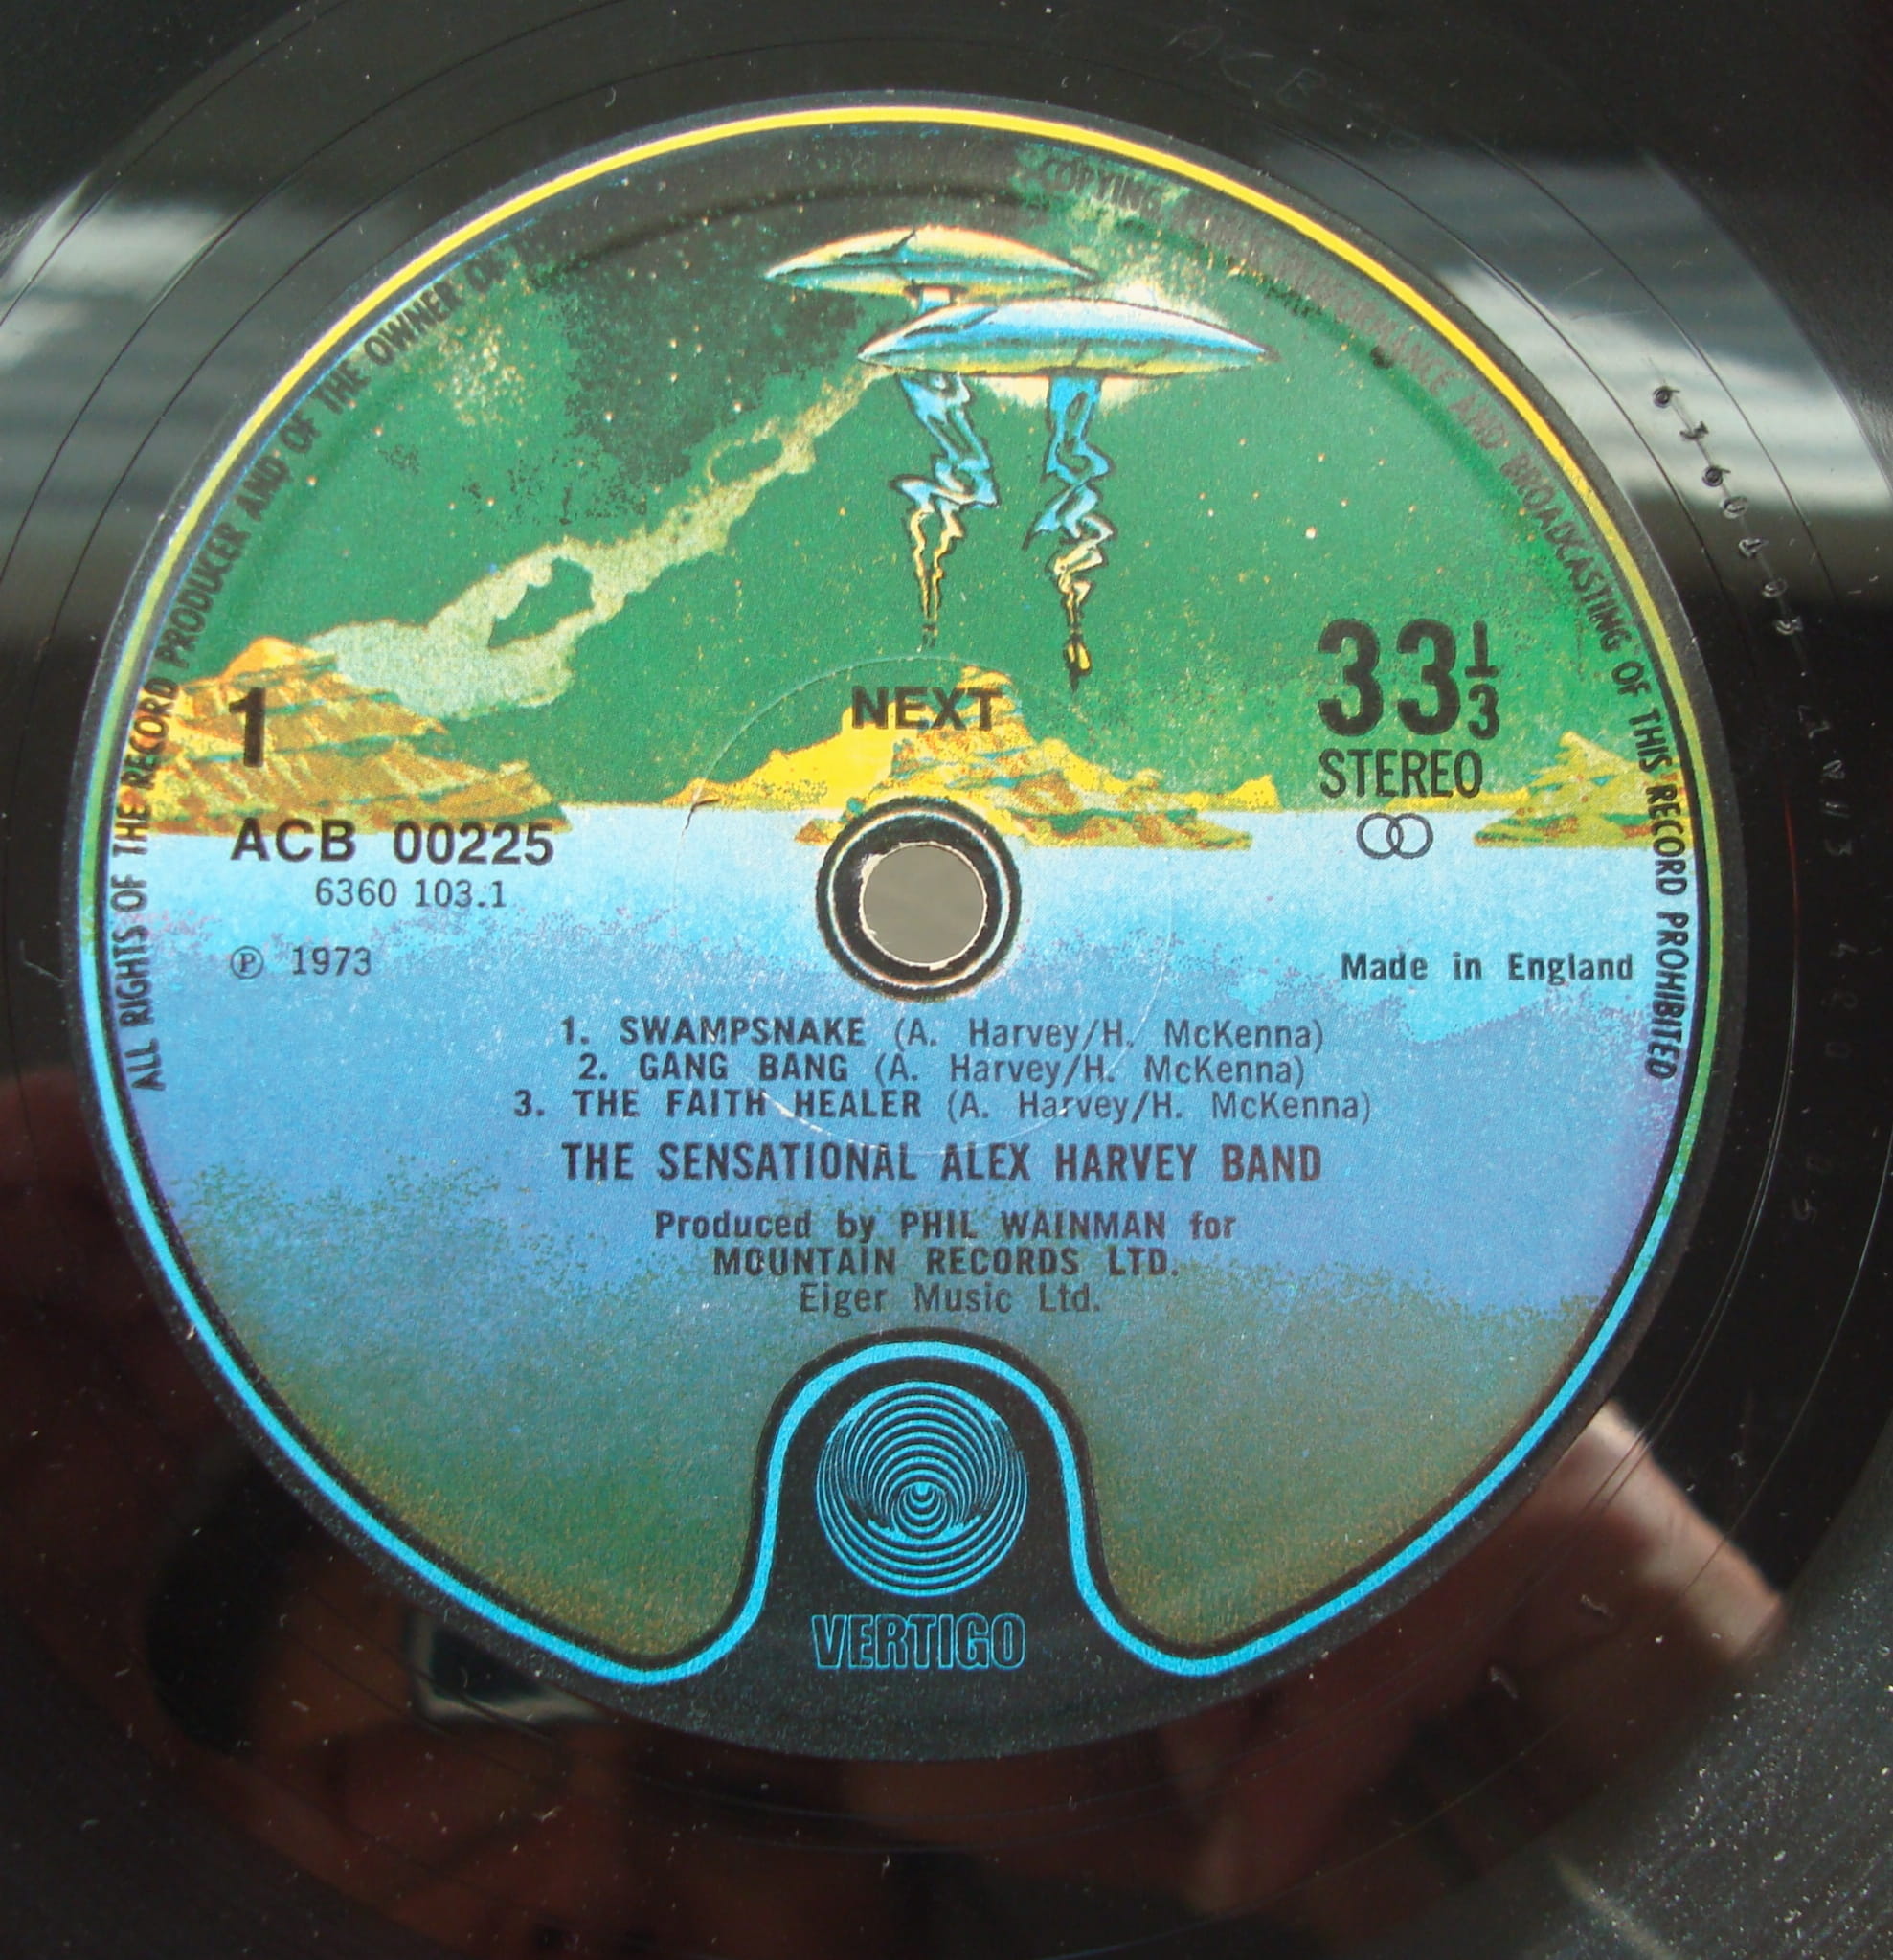 ALL RIGHTS OF THE RECORD PRODUCER AND OF THE OWNER OF
COPYING
AND BROADCASTING OF THIS RECORD PROHIBITED
1
NEXT
33⅓
STEREO
ACB 00225
6360 103.1
℗ 1973
Made in England
1. SWAMPSNAKE (A. Harvey/H. McKenna)
2. GANG BANG (A. Harvey/H. McKenna)
3. THE FAITH HEALER (A. Harvey/H. McKenna)
THE SENSATIONAL ALEX HARVEY BAND
Produced by PHIL WAINMAN for
MOUNTAIN RECORDS LTD.
Eiger Music Ltd.
VERTIGO